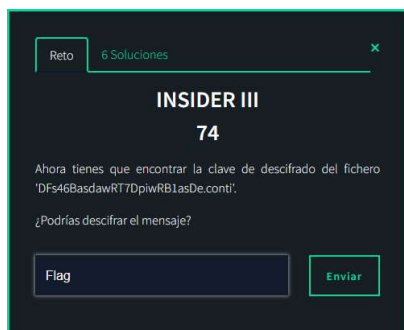 Reto 6 Soluciones ×
INSIDER III
74
Ahora tienes que encontrar la clave de descifrado del fichero
'DFs46BasdawRT7DpiwRB1asDe.conti'.
¿Podrías descifrar el mensaje?
Flag Enviar